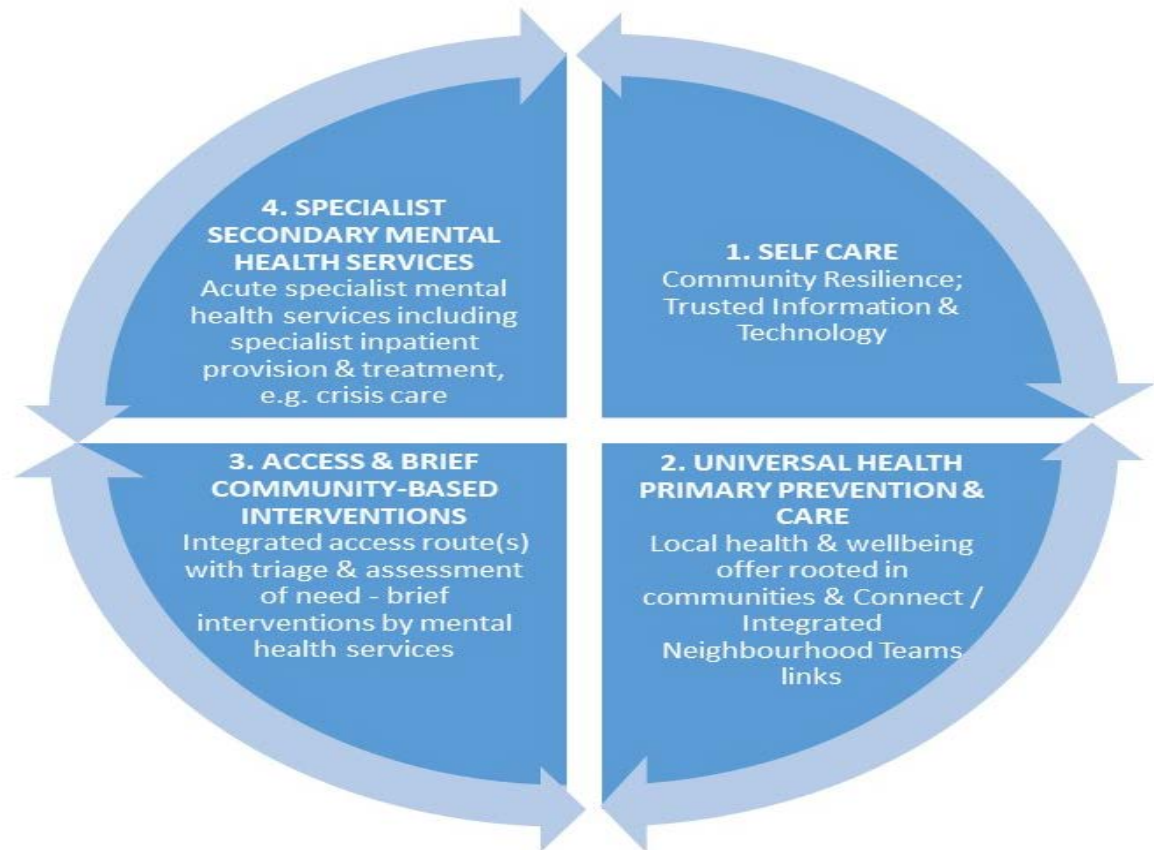 1. SELF CARE
Community Resilience;
Trusted Information &
Technology
2. UNIVERSAL HEALTH
PRIMARY PREVENTION &
CARE
Local health & wellbeing
offer rooted in
communities & Connect /
Integrated
Neighbourhood Teams
links
3. ACCESS & BRIEF
COMMUNITY-BASED
INTERVENTIONS
Integrated access route(s)
with triage & assessment
of need - brief
interventions by mental
health services
4. SPECIALIST
SECONDARY MENTAL
HEALTH SERVICES
Acute specialist mental
health services including
specialist inpatient
provision & treatment,
e.g. crisis care